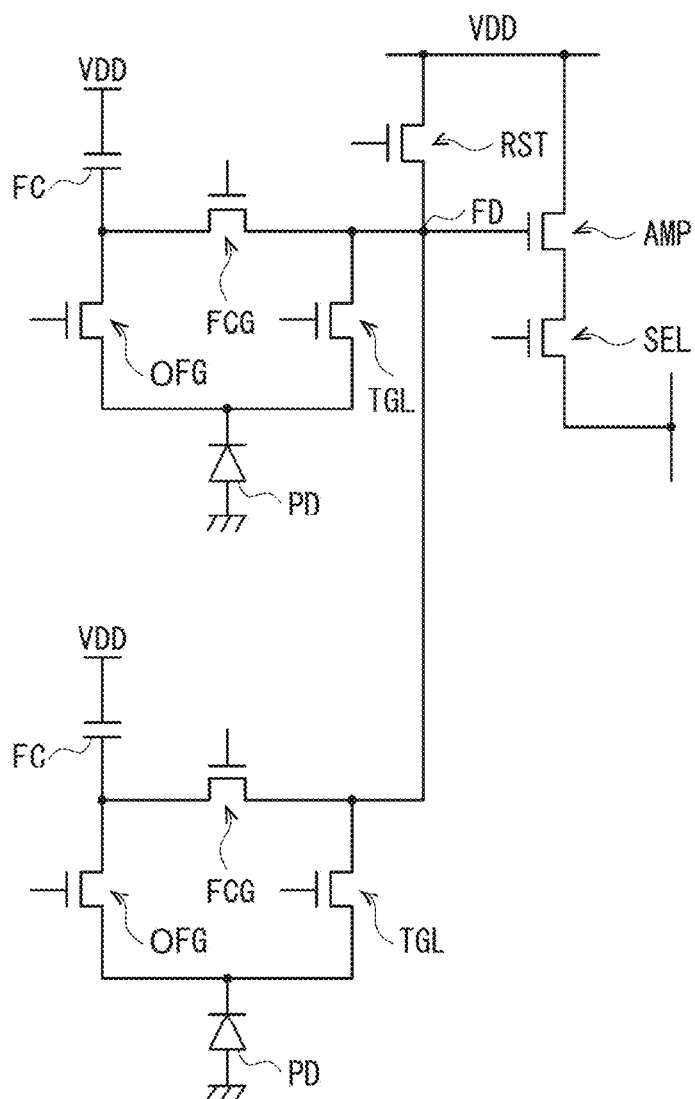 VDD
VDD
RST
FC
FD
AMP
FCG
SEL
OFG
TGL
PD
VDD
FC
FCG
OFG
TGL
PD